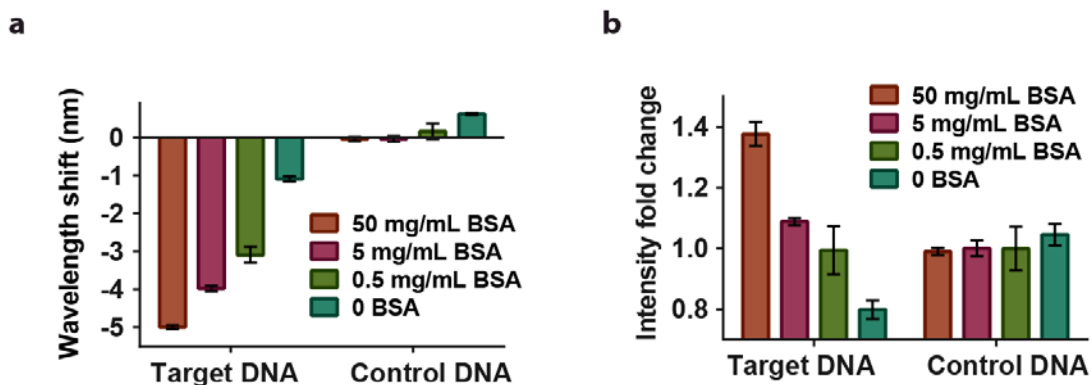 a
Wavelength shift (nm)
0
-1
-2
-3
-4
-5
50 mg/mL BSA
5 mg/mL BSA
0.5 mg/mL BSA
0 BSA
Target DNA
Control DNA
b
Intensity fold change
1.4
1.2
1.0
0.8
50 mg/mL BSA
5 mg/mL BSA
0.5 mg/mL BSA
0 BSA
Target DNA
Control DNA